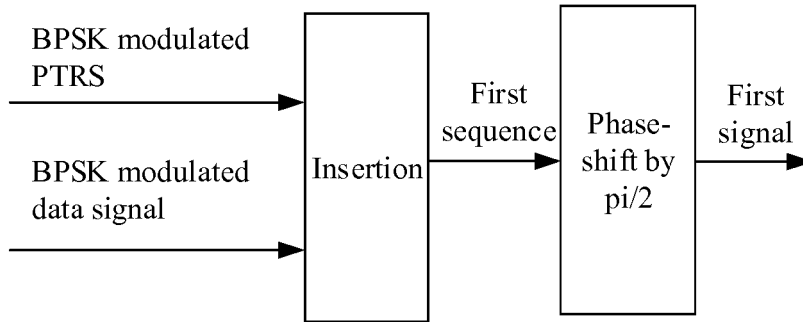 BPSK modulated
PTRS
BPSK modulated
data signal
Insertion
First
sequence
Phase-
shift by
pi/2
First
signal